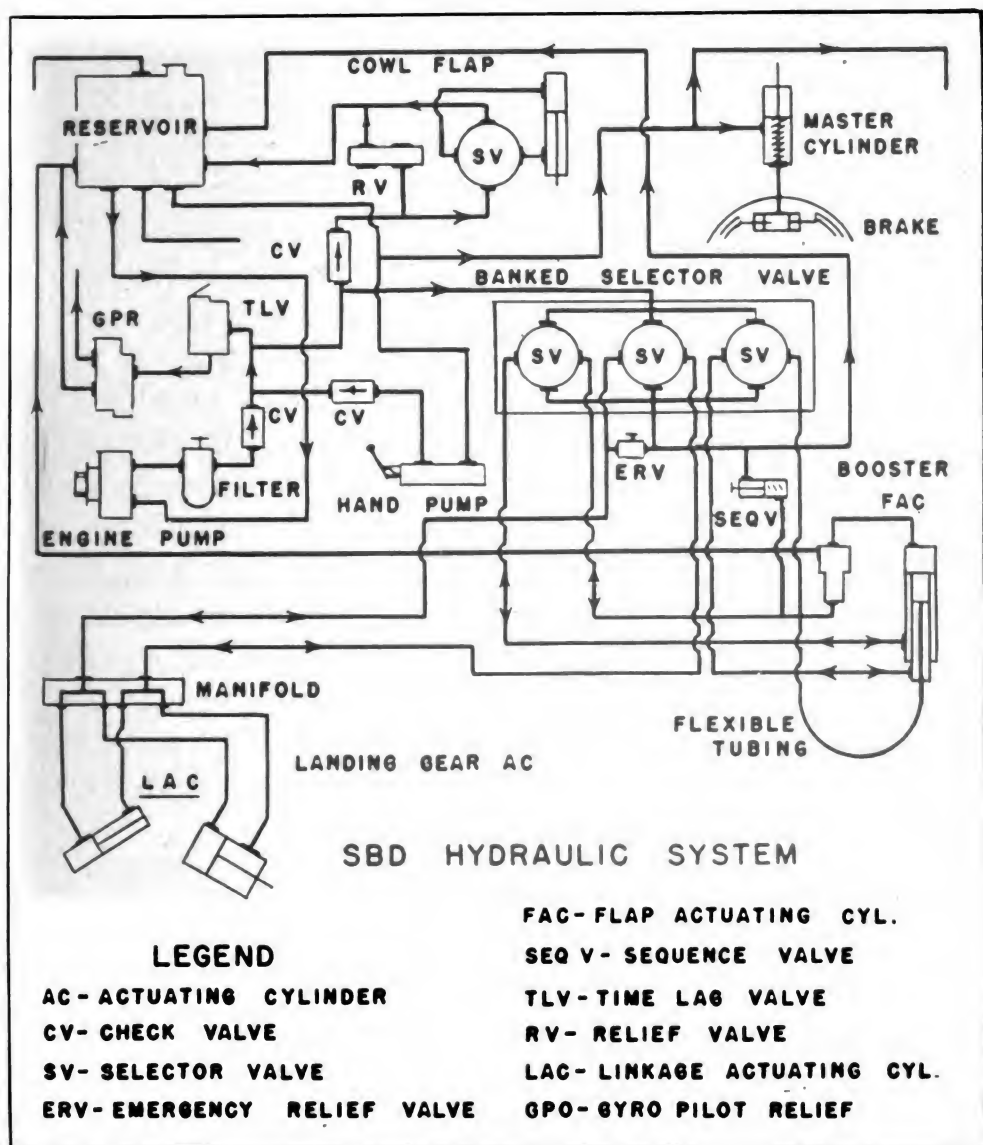 COWL FLAP
RESERVOIR
SV
RV
MASTER
CYLINDER
BRAKE
CV
BANKED SELECTOR VALVE
TLV
GPR
SV
SV
SV
CV
CV
FILTER
HAND PUMP
ENGINE PUMP
ERV
SEQ V
BOOSTER
FAC
MANIFOLD
FLEXIBLE
TUBING
LANDING GEAR AC
LAC
SBD HYDRAULIC SYSTEM
LEGEND
AC - ACTUATING CYLINDER
CV - CHECK VALVE
SV - SELECTOR VALVE
ERV - EMERGENCY RELIEF VALVE
FAC - FLAP ACTUATING CYL.
SEQ V - SEQUENCE VALVE
TLV - TIME LAG VALVE
RV - RELIEF VALVE
LAC - LINKAGE ACTUATING CYL.
GPO - GYRO PILOT RELIEF